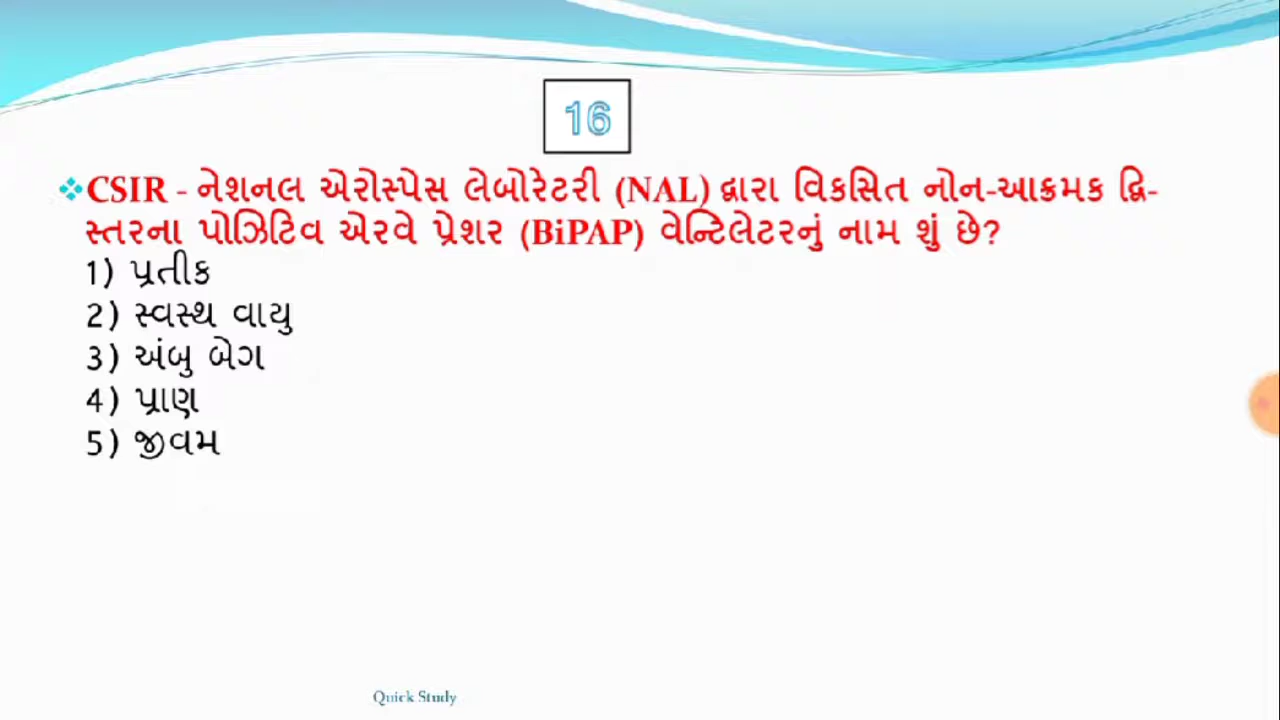 16
CSIR - નેશનલ એરોસ્પેસ લેબોરેટરી (NAL) દ્વારા વિકસિત નોન-આક્રમક દ્વિ-
સ્તરના પોઝિટિવ એરવે પ્રેશર (BiPAP) વેન્ટિલેટરનું નામ શું છે?
1) પ્રતીક
2) સ્વસ્થ વાયુ
3) અંબુ બેગ
4) પ્રાણ
5) જીવમ
Quick Study